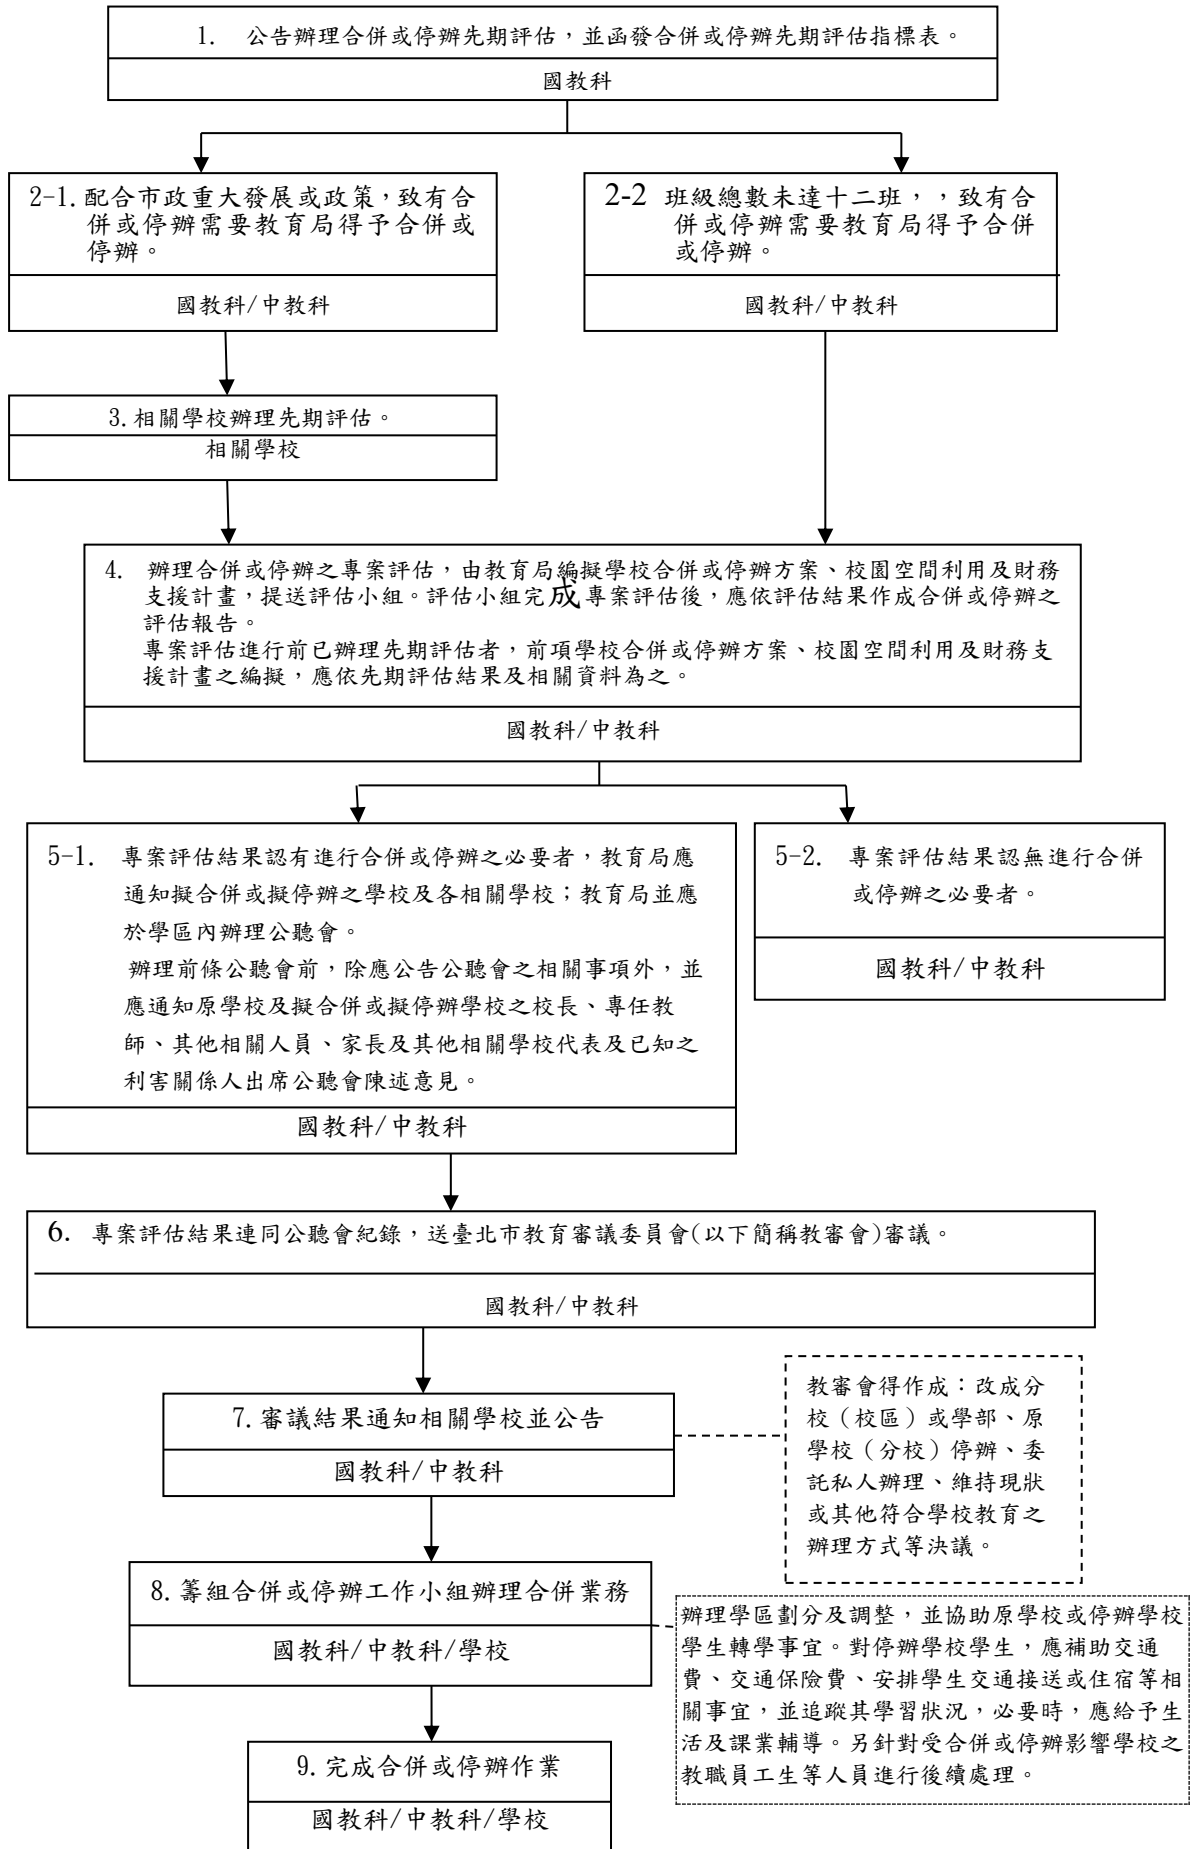 1. 公告辦理合併或停辦先期評估，並函發合併或停辦先期評估指標表。
國教科
2-1. 配合市政重大發展或政策，致有合
併或停辦需要教育局得予合併或
停辦。
國教科/中教科
2-2 班級總數未達十二班，，致有合
併或停辦需要教育局得予合併
或停辦。
國教科/中教科
3. 相關學校辦理先期評估。
相關學校
4. 辦理合併或停辦之專案評估，由教育局編擬學校合併或停辦方案、校園空間利用及財務
支援計畫，提送評估小組。評估小組完成專案評估後，應依評估結果作成合併或停辦之
評估報告。
專案評估進行前已辦理先期評估者，前項學校合併或停辦方案、校園空間利用及財務支
援計畫之編擬，應依先期評估結果及相關資料為之。
國教科/中教科
5-1. 專案評估結果認有進行合併或停辦之必要者，教育局應
通知擬合併或擬停辦之學校及各相關學校；教育局並應
於學區內辦理公聽會。
辦理前條公聽會前，除應公告公聽會之相關事項外，並
應通知原學校及擬合併或擬停辦學校之校長、專任教
師、其他相關人員、家長及其他相關學校代表及已知之
利害關係人出席公聽會陳述意見。
國教科/中教科
5-2. 專案評估結果認無進行合併
或停辦之必要者。
國教科/中教科
6. 專案評估結果連同公聽會紀錄，送臺北市教育審議委員會(以下簡稱教審會)審議。
國教科/中教科
7. 審議結果通知相關學校並公告
國教科/中教科
教審會得作成：改成分
校（校區）或學部、原
學校（分校）停辦、委
託私人辦理、維持現狀
或其他符合學校教育之
辦理方式等決議。
8. 籌組合併或停辦工作小組辦理合併業務
國教科/中教科/學校
辦理學區劃分及調整，並協助原學校或停辦學校
學生轉學事宜。對停辦學校學生，應補助交通
費、交通保險費、安排學生交通接送或住宿等相
關事宜，並追蹤其學習狀況，必要時，應給予生
活及課業輔導。另針對受合併或停辦影響學校之
教職員工生等人員進行後續處理。
9. 完成合併或停辦作業
國教科/中教科/學校